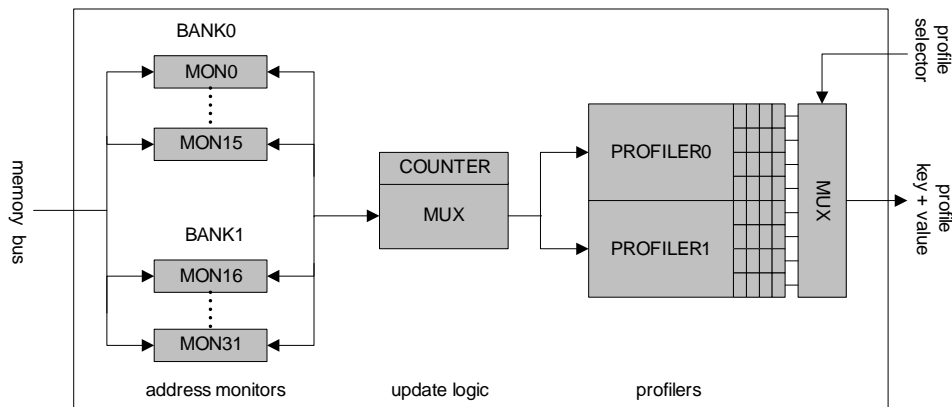 BANK0
MON0
MON15
BANK1
MON16
MON31
memory bus
COUNTER
MUX
PROFILER0
PROFILER1
MUX
profile
selector
profile
key + value
address monitors
update logic
profilers